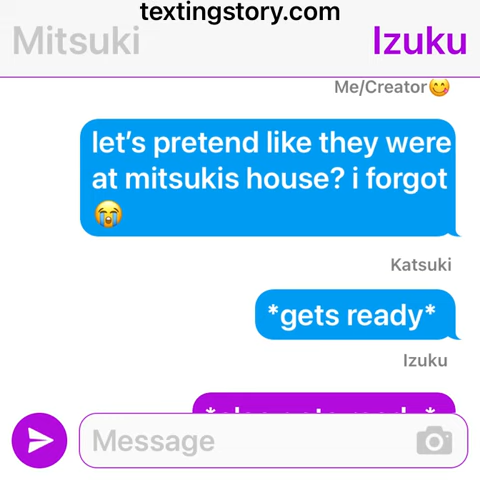 textingstory.com
Mitsuki Izuku
Me/Creator😋
let’s pretend like they were
at mitsukis house? i forgot
😭
Katsuki
*gets ready*
Izuku
Message